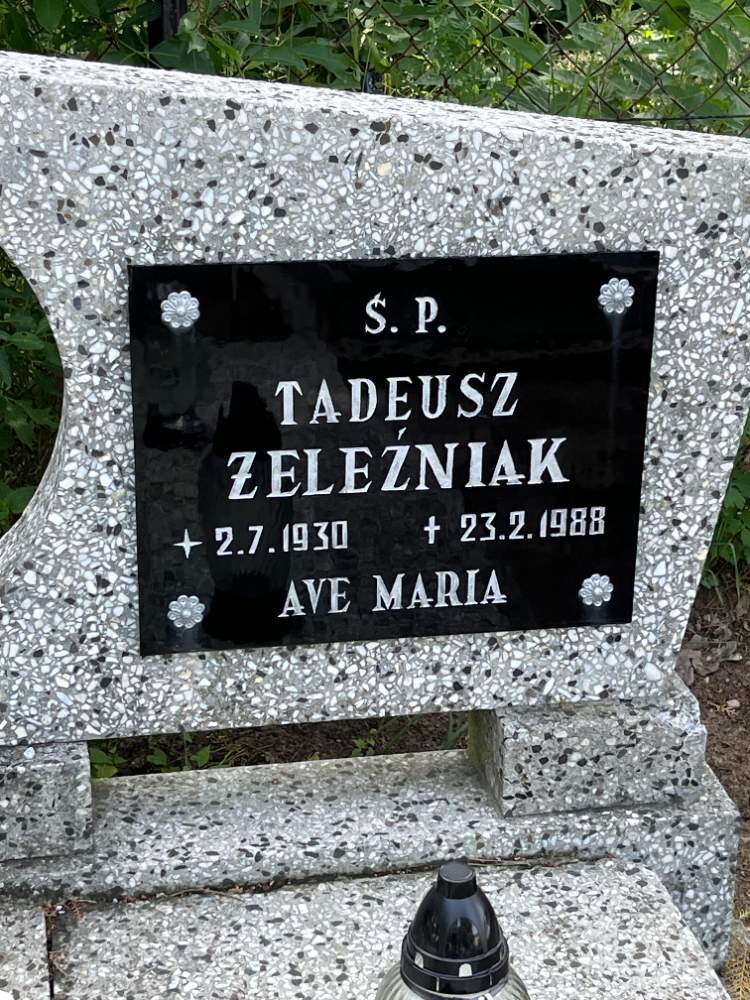 Ś. P.
TADEUSZ
ŻELEŹNIAK
2.7.1930 † 23.2.1988
AVE MARIA